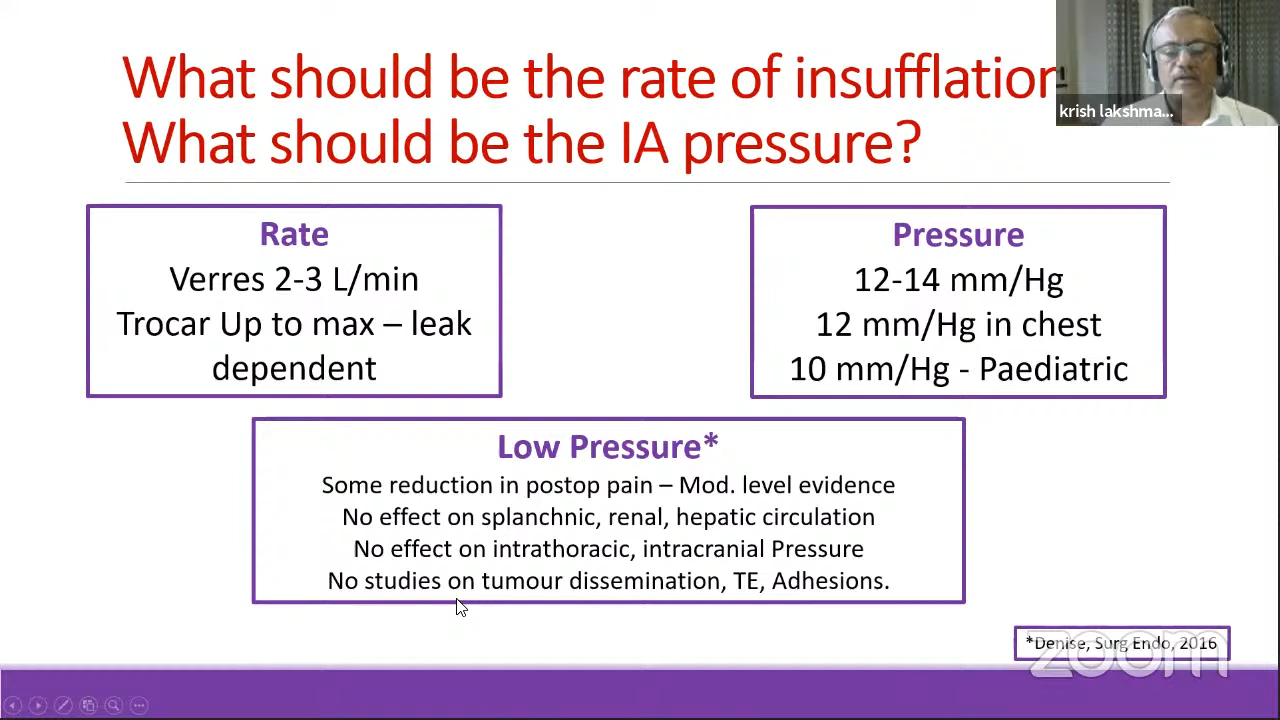 What should be the rate of insufflation
What should be the IA pressure?
krish lakshma...
Rate
Verres 2-3 L/min
Trocar Up to max – leak
dependent
Pressure
12-14 mm/Hg
12 mm/Hg in chest
10 mm/Hg - Paediatric
Low Pressure*
Some reduction in postop pain – Mod. level evidence
No effect on splanchnic, renal, hepatic circulation
No effect on intrathoracic, intracranial Pressure
No studies on tumour dissemination, TE, Adhesions.
*Denise, Surg Endo, 2016
zoom